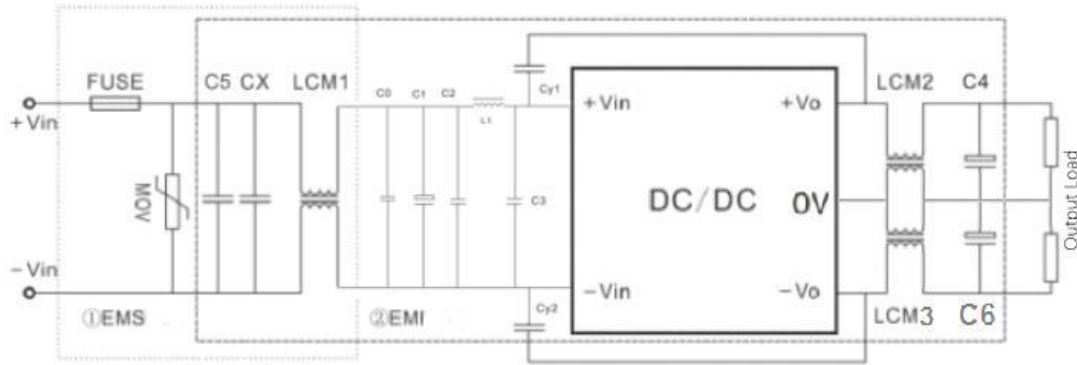 FUSE
C5
CX
LCM1
C0
C1
C2
L1
Cy1
LCM2
C4
+Vin
+Vin
+Vo
MOV
C3
DC/DC
0V
Output Load
−Vin
−Vin
−Vo
①EMS
②EMI
Cy2
LCM3
C6